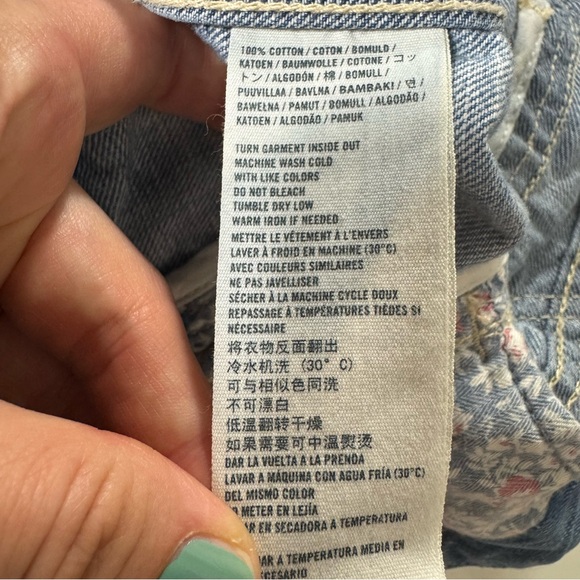 100% COTTON / COTON / BOMULD /
KATOEN / BAUMWOLLE / COTONE / コッ
トン / ALGODÓN / 棉 / BOMULL /
PUUVILLAA / BAVLNA / BAMBAKI / 면 /
BAWEŁNA / PAMUT / BOMULL / ALGODÃO /
KATOEN / ALGODÃO / PAMUK
TURN GARMENT INSIDE OUT
MACHINE WASH COLD
WITH LIKE COLORS
DO NOT BLEACH
TUMBLE DRY LOW
WARM IRON IF NEEDED
METTRE LE VÊTEMENT À L'ENVERS
LAVER À FROID EN MACHINE (30°C)
AVEC COULEURS SIMILAIRES
NE PAS JAVELLISER
SÉCHER À LA MACHINE CYCLE DOUX
REPASSAGE À TEMPÉRATURES TIÈDES SI
NÉCESSAIRE
将衣物反面翻出
冷水机洗 (30° C)
可与相似色同洗
不可漂白
低温翻转干燥
如果需要可中温熨烫
DAR LA VUELTA A LA PRENDA
LAVAR A MÁQUINA CON AGUA FRÍA (30°C)
DEL MISMO COLOR
METER EN LEJÍA
EN SECADORA A TEMPERATURA
A TEMPERATURA MEDIA EN